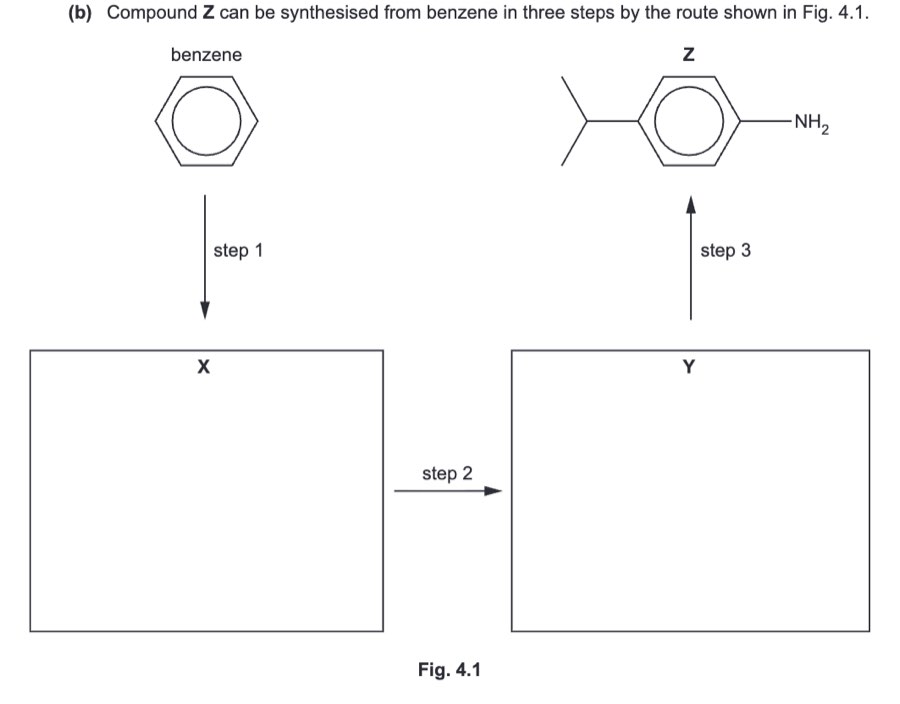 (b) Compound Z can be synthesised from benzene in three steps by the route shown in Fig. 4.1.
benzene
Z
NH₂
step 1
step 3
X
Y
step 2
Fig. 4.1